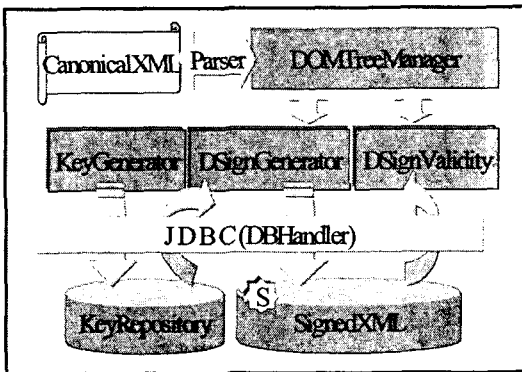 CanonicalXML Parser DOMTreeManager
KeyGenerator DSignGenerator DSignValidity
JDBC(DBHandler)
S
KeyRepository SignedXML